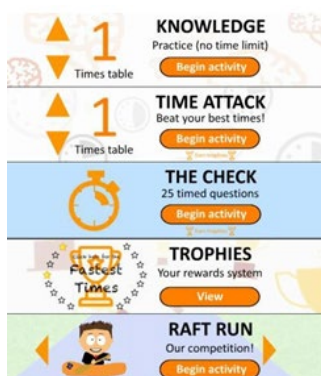 KNOWLEDGE
1
Practice (no time limit)
Times table
Begin activity
TIME ATTACK
1
Beat your best times!
Times table
Begin activity
THE CHECK
25 timed questions
Begin activity
TROPHIES
Fastest
Times
Your rewards system
View
RAFT RUN
Our competition!
Begin activity